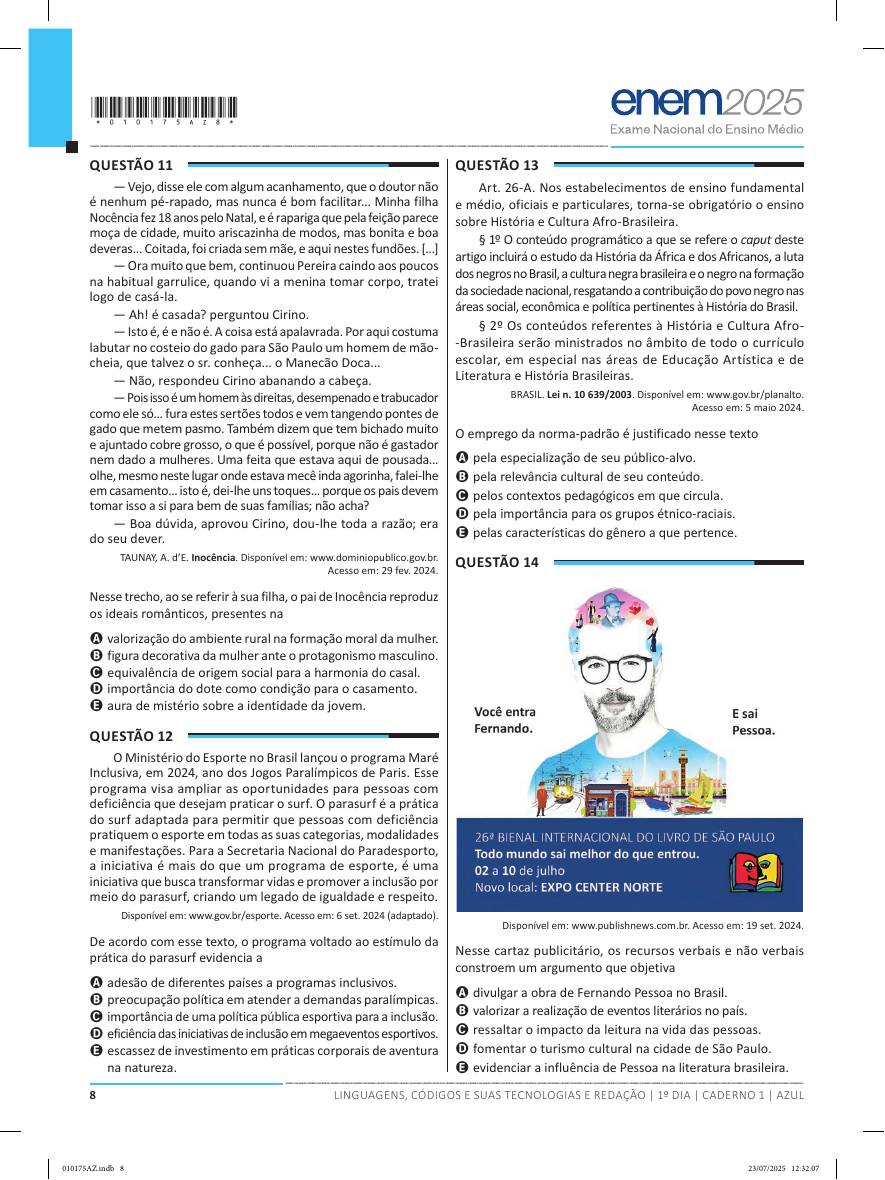 *010175AZ8*
enem2025
Exame Nacional do Ensino Médio
QUESTÃO 11
— Vejo, disse ele com algum acanhamento, que o doutor não
é nenhum pé-rapado, mas nunca é bom facilitar... Minha filha
Nocência fez 18 anos pelo Natal, e é rapariga que pela feição parece
moça de cidade, muito ariscazinha de modos, mas bonita e boa
deveras... Coitada, foi criada sem mãe, e aqui nestes fundões. [...]
— Ora muito que bem, continuou Pereira caindo aos poucos
na habitual garrulice, quando vi a menina tomar corpo, tratei
logo de casá-la.
— Ah! é casada? perguntou Cirino.
— Isto é, é e não é. A coisa está apalavrada. Por aqui costuma
labutar no costeio do gado para São Paulo um homem de mão-
cheia, que talvez o sr. conheça... o Manecão Doca...
— Não, respondeu Cirino abanando a cabeça.
— Pois isso é um homem às direitas, desempenado e trabucador
como ele só... fura estes sertões todos e vem tangendo pontes de
gado que metem pasmo. Também dizem que tem bichado muito
e ajuntado cobre grosso, o que é possível, porque não é gastador
nem dado a mulheres. Uma feita que estava aqui de pousada...
olhe, mesmo neste lugar onde estava mecê inda agorinha, falei-lhe
em casamento... isto é, dei-lhe uns toques... porque os pais devem
tomar isso a si para bem de suas famílias; não acha?
— Boa dúvida, aprovou Cirino, dou-lhe toda a razão; era
do seu dever.
TAUNAY, A. d'E. Inocência. Disponível em: www.dominiopublico.gov.br.
Acesso em: 29 fev. 2024.
Nesse trecho, ao se referir à sua filha, o pai de Inocência reproduz
os ideais românticos, presentes na
A valorização do ambiente rural na formação moral da mulher.
B figura decorativa da mulher ante o protagonismo masculino.
C equivalência de origem social para a harmonia do casal.
D importância do dote como condição para o casamento.
E aura de mistério sobre a identidade da jovem.
QUESTÃO 12
O Ministério do Esporte no Brasil lançou o programa Maré
Inclusiva, em 2024, ano dos Jogos Paralímpicos de Paris. Esse
programa visa ampliar as oportunidades para pessoas com
deficiência que desejam praticar o surf. O parasurf é a prática
do surf adaptada para permitir que pessoas com deficiência
pratiquem o esporte em todas as suas categorias, modalidades
e manifestações. Para a Secretaria Nacional do Paradesporto,
a iniciativa é mais do que um programa de esporte, é uma
iniciativa que busca transformar vidas e promover a inclusão por
meio do parasurf, criando um legado de igualdade e respeito.
Disponível em: www.gov.br/esporte. Acesso em: 6 set. 2024 (adaptado).
De acordo com esse texto, o programa voltado ao estímulo da
prática do parasurf evidencia a
A adesão de diferentes países a programas inclusivos.
B preocupação política em atender a demandas paralímpicas.
C importância de uma política pública esportiva para a inclusão.
D eficiência das iniciativas de inclusão em megaeventos esportivos.
E escassez de investimento em práticas corporais de aventura
na natureza.
QUESTÃO 13
Art. 26-A. Nos estabelecimentos de ensino fundamental
e médio, oficiais e particulares, torna-se obrigatório o ensino
sobre História e Cultura Afro-Brasileira.
§ 1º O conteúdo programático a que se refere o caput deste
artigo incluirá o estudo da História da África e dos Africanos, a luta
dos negros no Brasil, a cultura negra brasileira e o negro na formação
da sociedade nacional, resgatando a contribuição do povo negro nas
áreas social, econômica e política pertinentes à História do Brasil.
§ 2º Os conteúdos referentes à História e Cultura Afro-
-Brasileira serão ministrados no âmbito de todo o currículo
escolar, em especial nas áreas de Educação Artística e de
Literatura e História Brasileiras.
BRASIL. Lei n. 10 639/2003. Disponível em: www.gov.br/planalto.
Acesso em: 5 maio 2024.
O emprego da norma-padrão é justificado nesse texto
A pela especialização de seu público-alvo.
B pela relevância cultural de seu conteúdo.
C pelos contextos pedagógicos em que circula.
D pela importância para os grupos étnico-raciais.
E pelas características do gênero a que pertence.
QUESTÃO 14
Você entra
Fernando.
E sai
Pessoa.
26ª BIENAL INTERNACIONAL DO LIVRO DE SÃO PAULO
Todo mundo sai melhor do que entrou.
02 a 10 de julho
Novo local: EXPO CENTER NORTE
Disponível em: www.publishnews.com.br. Acesso em: 19 set. 2024.
Nesse cartaz publicitário, os recursos verbais e não verbais
constroem um argumento que objetiva
A divulgar a obra de Fernando Pessoa no Brasil.
B valorizar a realização de eventos literários no país.
C ressaltar o impacto da leitura na vida das pessoas.
D fomentar o turismo cultural na cidade de São Paulo.
E evidenciar a influência de Pessoa na literatura brasileira.
8
LINGUAGENS, CÓDIGOS E SUAS TECNOLOGIAS E REDAÇÃO | 1º DIA | CADERNO 1 | AZUL
010175AZ.indb 8
23/07/2025 12:32:07